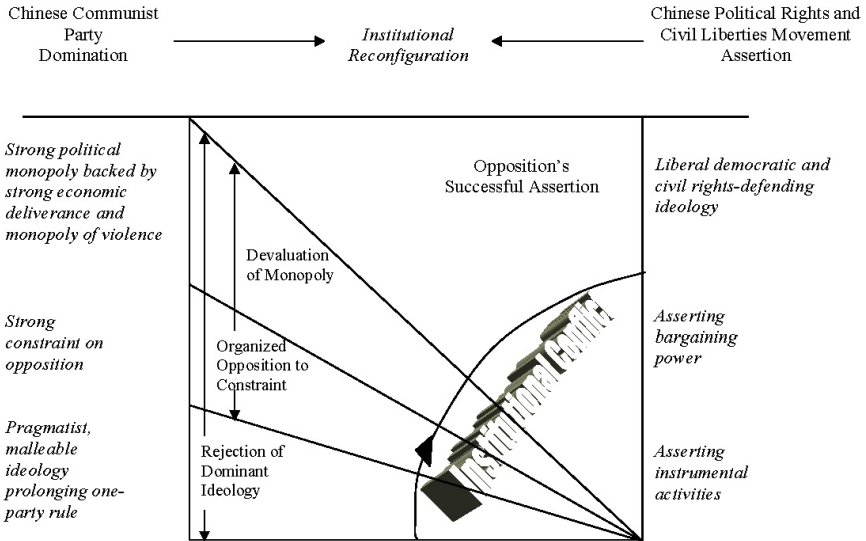 Chinese Communist
Party
Domination
Institutional
Reconfiguration
Chinese Political Rights and
Civil Liberties Movement
Assertion
Strong political
monopoly backed by
strong economic
deliverance and
monopoly of violence
Strong
constraint on
opposition
Pragmatist,
malleable
ideology
prolonging one-
party rule
Devaluation
of Monopoly
Organized
Opposition to
Constraint
Rejection of
Dominant
Ideology
Opposition's
Successful Assertion
Institutional Conflict
Liberal democratic and
civil rights-defending
ideology
Asserting
bargaining
power
Asserting
instrumental
activities